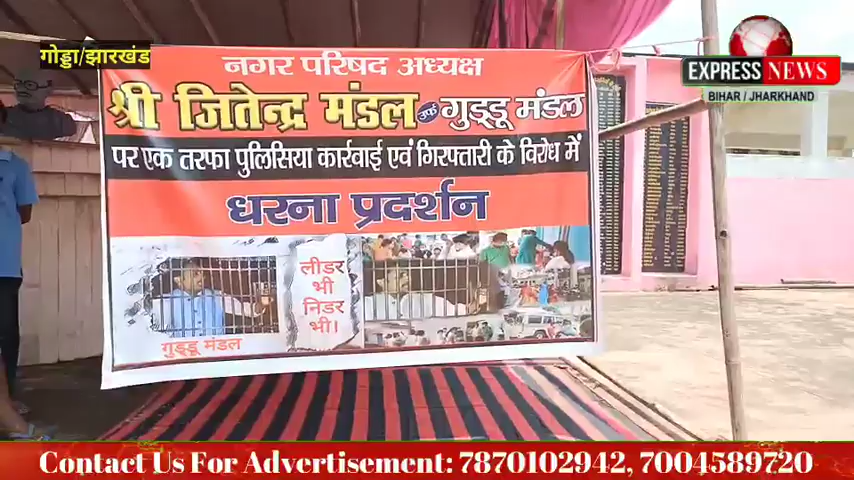 गोड्डा/झारखंड
EXPRESS NEWS
BIHAR / JHARKHAND
नगर परिषद अध्यक्ष
श्री जितेन्द्र मंडल उर्फ गुड्डू मंडल
पर एक तरफा पुलिसिया कार्रवाई एवं गिरफ्तारी के विरोध में
धरना प्रदर्शन
लीडर
भी
निडर
भी।
गुड्डू मंडल
Contact Us For Advertisement: 7870102942, 7004589720